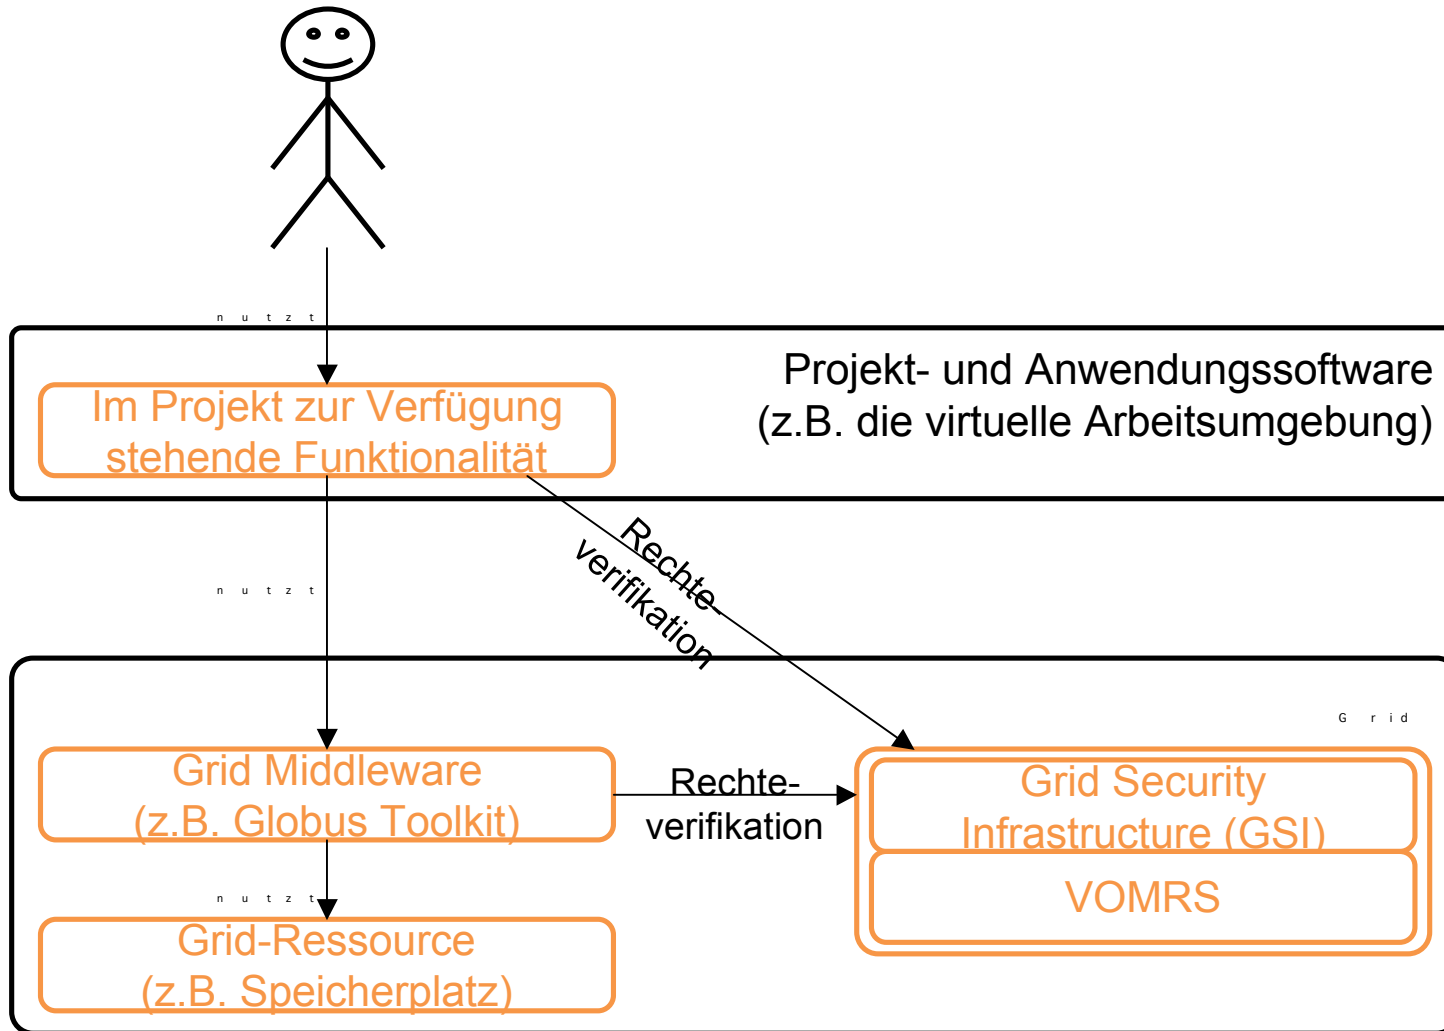 nutzt
Projekt- und Anwendungssoftware
(z.B. die virtuelle Arbeitsumgebung)
Im Projekt zur Verfügung
stehende Funktionalität
Rechte-
verifikation
nutzt
Grid
Grid Middleware
(z.B. Globus Toolkit)
Rechte-
verifikation
Grid Security
Infrastructure (GSI)
VOMRS
nutzt
Grid-Ressource
(z.B. Speicherplatz)